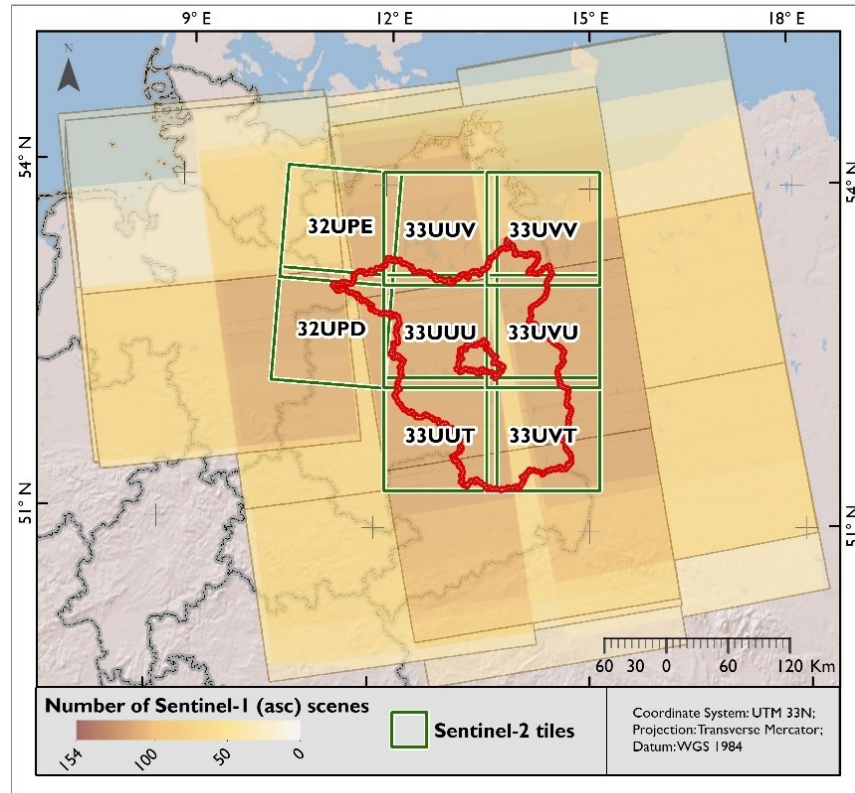 9° E 12° E 15° E 18° E
N
54° N
54° N
32UPE 33UUV 33UVV
32UPD 33UUU 33UVU
33UUT 33UVT
51° N
51° N
60 30 0 60 120 Km
Number of Sentinel-1 (asc) scenes
154 100 50 0
Sentinel-2 tiles
Coordinate System: UTM 33N;
Projection: Transverse Mercator;
Datum: WGS 1984